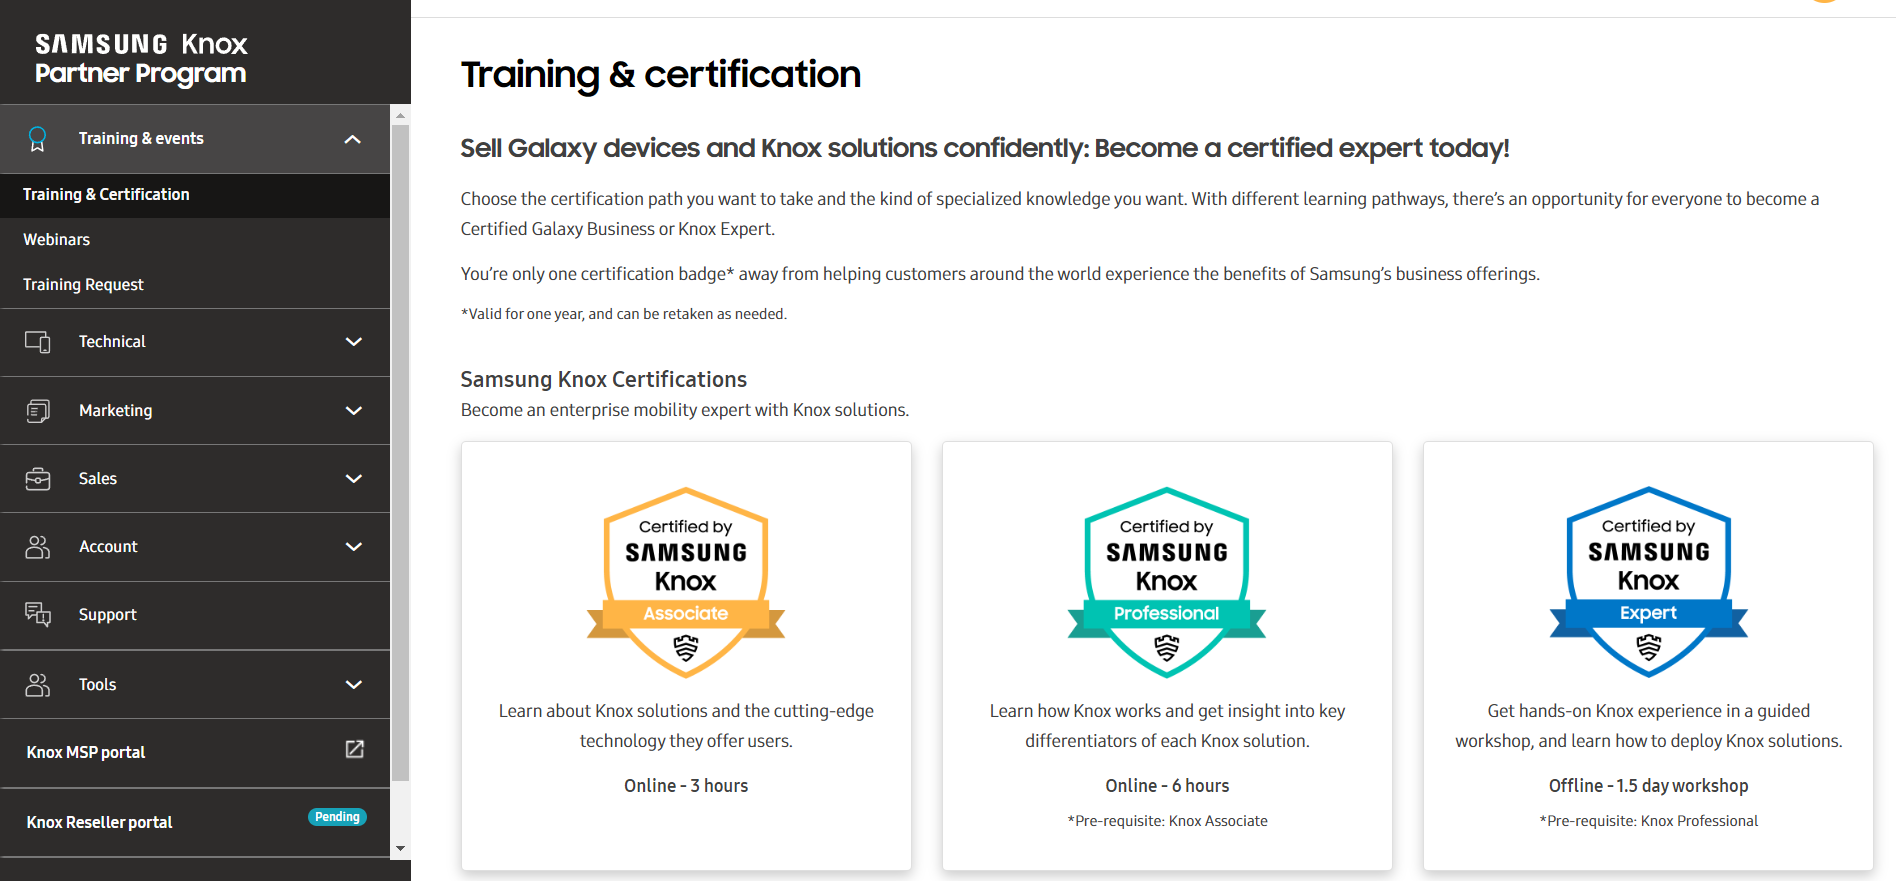 SAMSUNG Knox
Partner Program
Training & events
Training & Certification
Webinars
Training Request
Technical
Marketing
Sales
Account
Support
Tools
Knox MSP portal
Knox Reseller portal
Pending
Training & certification
Sell Galaxy devices and Knox solutions confidently: Become a certified expert today!
Choose the certification path you want to take and the kind of specialized knowledge you want. With different learning pathways, there's an opportunity for everyone to become a
Certified Galaxy Business or Knox Expert.
You're only one certification badge* away from helping customers around the world experience the benefits of Samsung's business offerings.
*Valid for one year, and can be retaken as needed.
Samsung Knox Certifications
Become an enterprise mobility expert with Knox solutions.
Certified by
SAMSUNG
Knox
Associate
Learn about Knox solutions and the cutting-edge
technology they offer users.
Online - 3 hours
Certified by
SAMSUNG
Knox
Professional
Learn how Knox works and get insight into key
differentiators of each Knox solution.
Online - 6 hours
*Pre-requisite: Knox Associate
Certified by
SAMSUNG
Knox
Expert
Get hands-on Knox experience in a guided
workshop, and learn how to deploy Knox solutions.
Offline - 1.5 day workshop
*Pre-requisite: Knox Professional